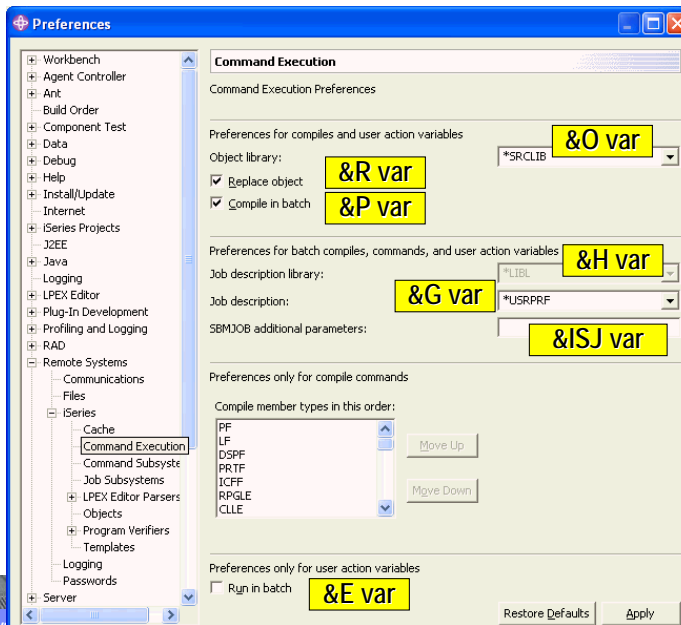 Preferences
Workbench
Agent Controller
Ant
Build Order
Component Test
Data
Debug
Help
Install/Update
Internet
iSeries Projects
J2EE
Java
Logging
LPEX Editor
Plug-In Development
Profiling and Logging
RAD
Remote Systems
Communications
Files
iSeries
Cache
Command Execution
Command Subsyste
Job Subsystems
LPEX Editor Parsers
Objects
Program Verifiers
Templates
Logging
Passwords
Server
Command Execution
Command Execution Preferences
Preferences for compiles and user action variables
&O var
Object library:
*SRCLIB
Replace object
&R var
Compile in batch
&P var
Preferences for batch compiles, commands, and user action variables
&H var
Job description library:
*LIBL
Job description:
&G var
*USRPRF
SBMJOB additional parameters:
&ISJ var
Preferences only for compile commands
Compile member types in this order:
PF
LF
DSPF
PRTF
ICFF
RPGLE
CLLE
Move Up
Move Down
Preferences only for user action variables
Run in batch
&E var
Restore Defaults
Apply